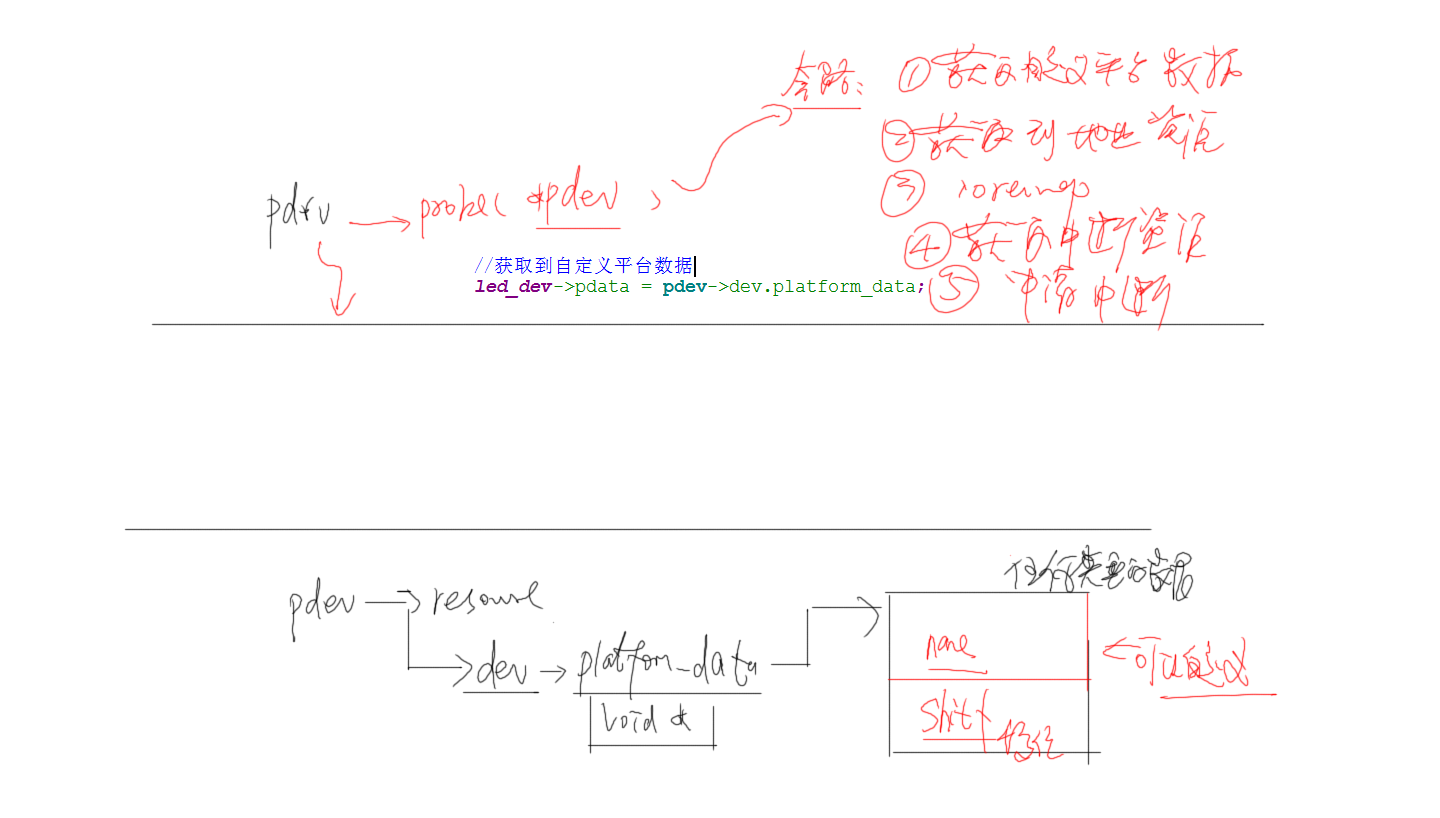 套路: ①获取自定义平台数据
②获取到地址资源
③ ioremap
pdrv probe( *pdev )
④获取中断资源
//获取到自定义平台数据
led_dev->pdata = pdev->dev.platform_data;
⑤ 申请中断
任何类型的数据
pdev resource
name
可以自定义
dev platform_data
void *
shift 移位